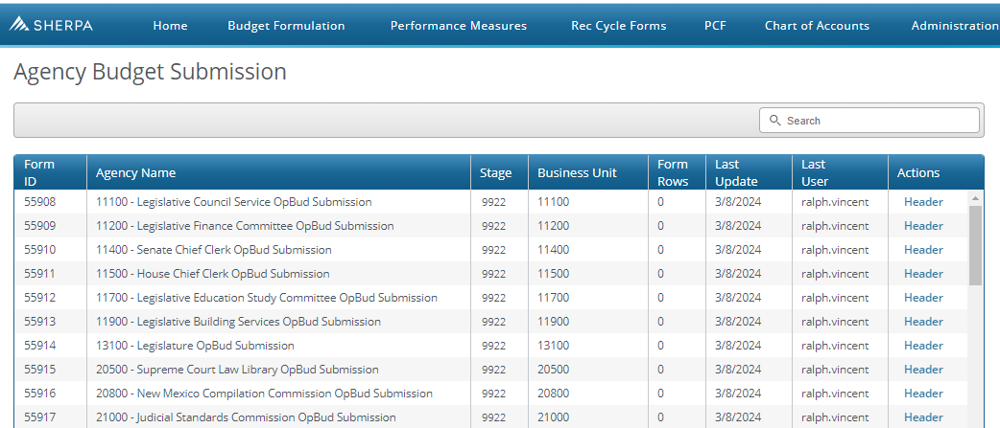 SHERPA Home Budget Formulation Performance Measures Rec Cycle Forms PCF Chart of Accounts Administration
Agency Budget Submission
Search
Form ID Agency Name Stage Business Unit Form Rows Last Update Last User Actions
55908 11100 - Legislative Council Service OpBud Submission 9922 11100 0 3/8/2024 ralph.vincent Header
55909 11200 - Legislative Finance Committee OpBud Submission 9922 11200 0 3/8/2024 ralph.vincent Header
55910 11400 - Senate Chief Clerk OpBud Submission 9922 11400 0 3/8/2024 ralph.vincent Header
55911 11500 - House Chief Clerk OpBud Submission 9922 11500 0 3/8/2024 ralph.vincent Header
55912 11700 - Legislative Education Study Committee OpBud Submission 9922 11700 0 3/8/2024 ralph.vincent Header
55913 11900 - Legislative Building Services OpBud Submission 9922 11900 0 3/8/2024 ralph.vincent Header
55914 13100 - Legislature OpBud Submission 9922 13100 0 3/8/2024 ralph.vincent Header
55915 20500 - Supreme Court Law Library OpBud Submission 9922 20500 0 3/8/2024 ralph.vincent Header
55916 20800 - New Mexico Compilation Commission OpBud Submission 9922 20800 0 3/8/2024 ralph.vincent Header
55917 21000 - Judicial Standards Commission OpBud Submission 9922 21000 0 3/8/2024 ralph.vincent Header